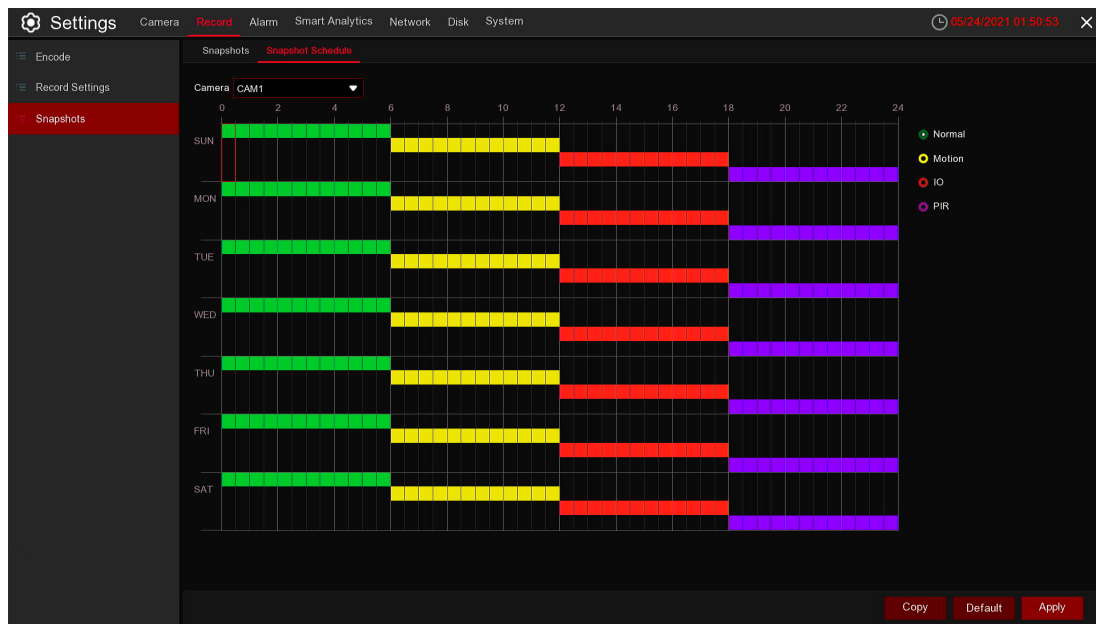 Settings Camera Record Alarm Smart Analytics Network Disk System 05/24/2021 01:50:53
Encode
Record Settings
Snapshots
Snapshots Snapshot Schedule
Camera CAM1
0 2 4 6 8 10 12 14 16 18 20 22 24
SUN
MON
TUE
WED
THU
FRI
SAT
Normal
Motion
IO
PIR
Copy Default Apply